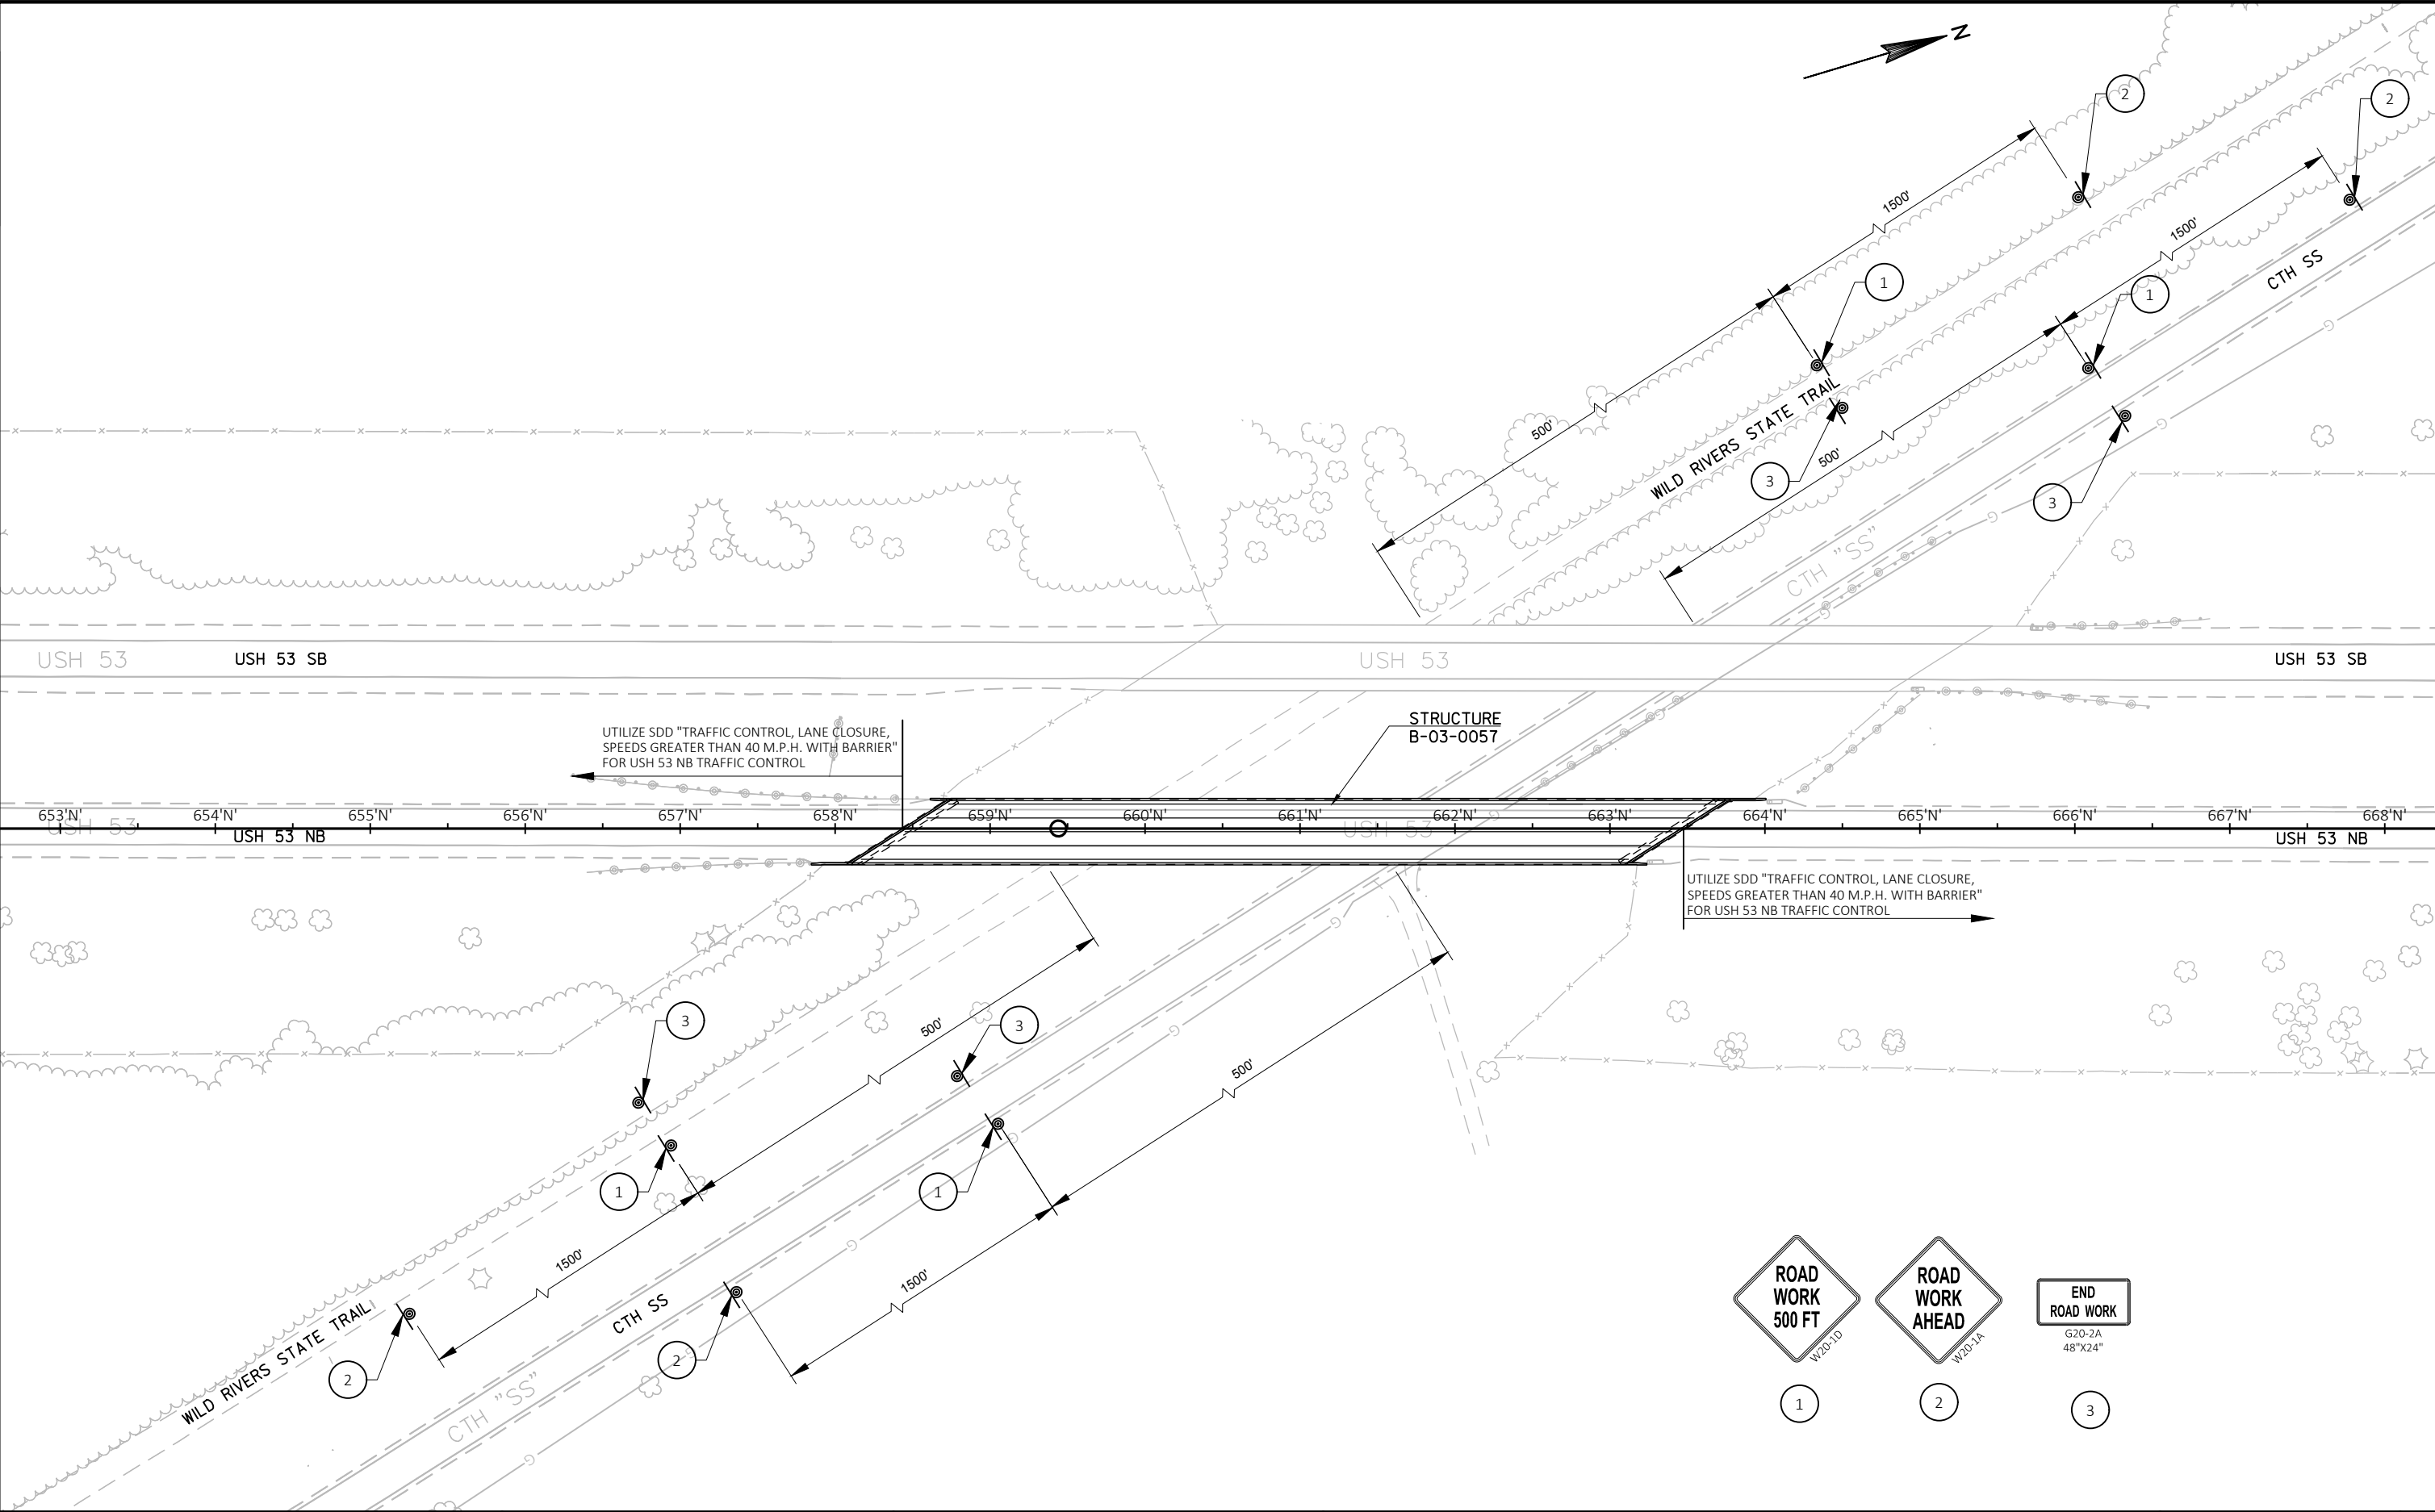 N
2
2
1500'
1500'
1
1
CTH SS
500'
WILD RIVERS STATE TRAIL
500'
3
3
CTH "SS"
USH 53
USH 53 SB
USH 53
USH 53 SB
UTILIZE SDD "TRAFFIC CONTROL, LANE CLOSURE,
SPEEDS GREATER THAN 40 M.P.H. WITH BARRIER"
FOR USH 53 NB TRAFFIC CONTROL
STRUCTURE
B-03-0057
653'N' 654'N' 655'N' 656'N' 657'N' 658'N' 659'N' 660'N' 661'N' 662'N' 663'N' 664'N' 665'N' 666'N' 667'N' 668'N'
USH 53
USH 53 NB
USH 53
USH 53 NB
UTILIZE SDD "TRAFFIC CONTROL, LANE CLOSURE,
SPEEDS GREATER THAN 40 M.P.H. WITH BARRIER"
FOR USH 53 NB TRAFFIC CONTROL
3
3
500'
500'
1
1
1500'
1500'
CTH SS
WILD RIVERS STATE TRAIL
2
2
CTH "SS"
ROAD
WORK
500 FT
W20-1D
1
ROAD
WORK
AHEAD
W20-1A
2
END
ROAD WORK
G20-2A
48"X24"
3